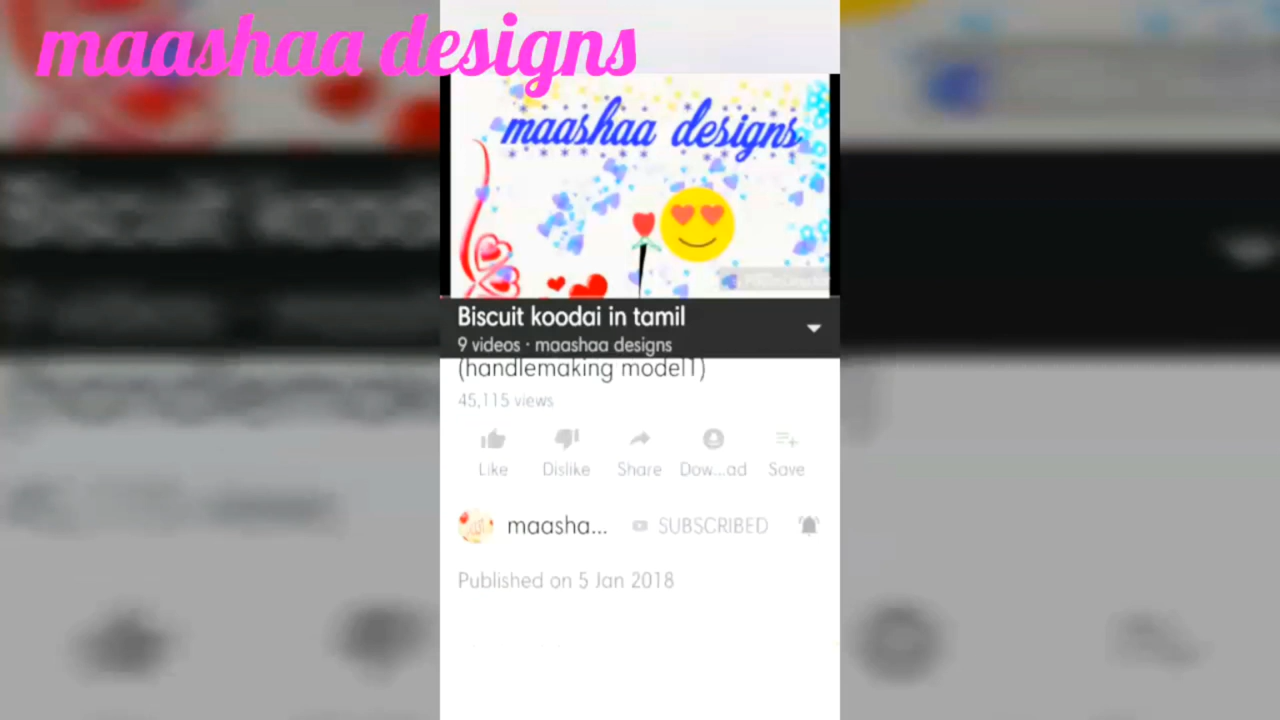 maashaa designs
maashaa designs
Biscuit koodai in tamil
9 videos · maashaa designs
(handlemaking model1)
45,115 views
Like Dislike Share Dow...ad Save
maasha... SUBSCRIBED
Published on 5 Jan 2018